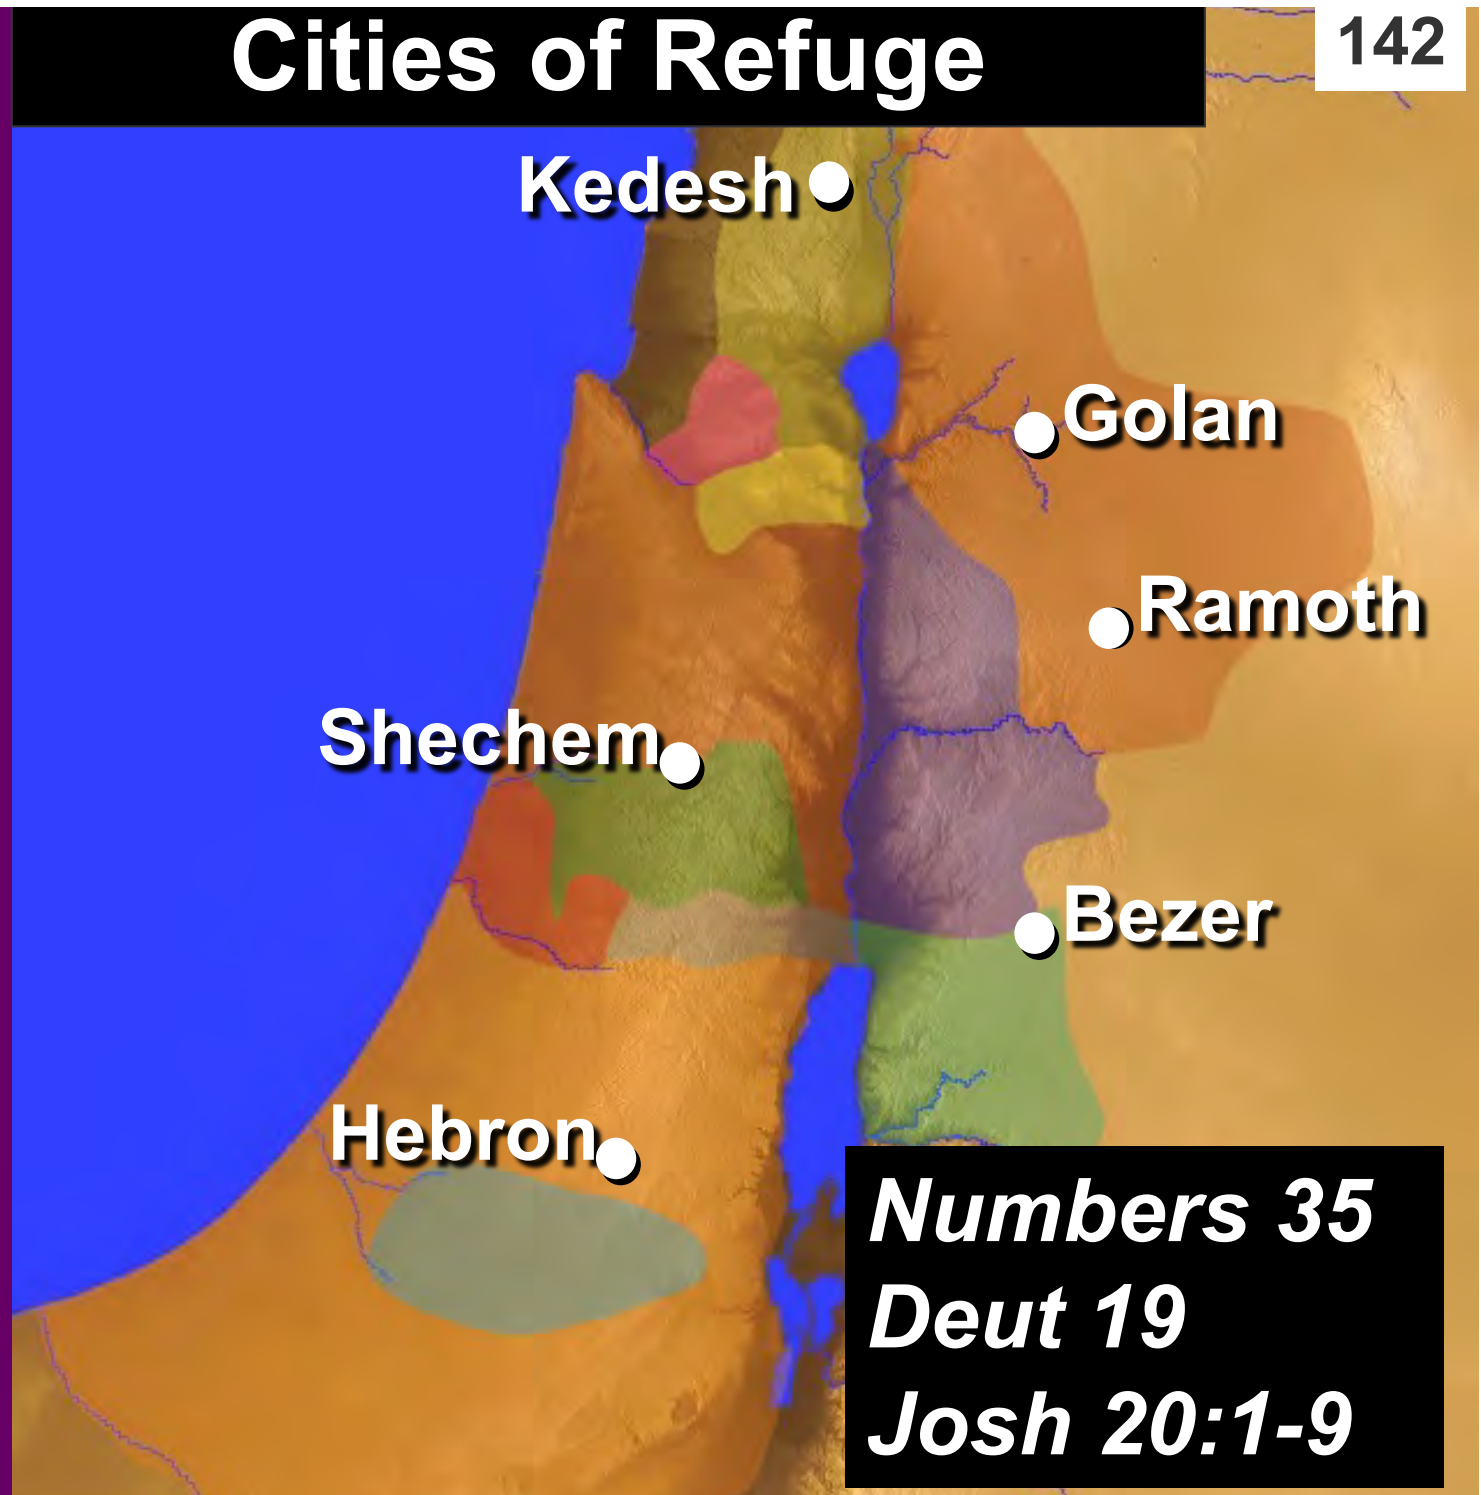 Cities of Refuge
142
Kedesh
Golan
Ramoth
Shechem
Bezer
Hebron
Numbers 35
Deut 19
Josh 20:1-9